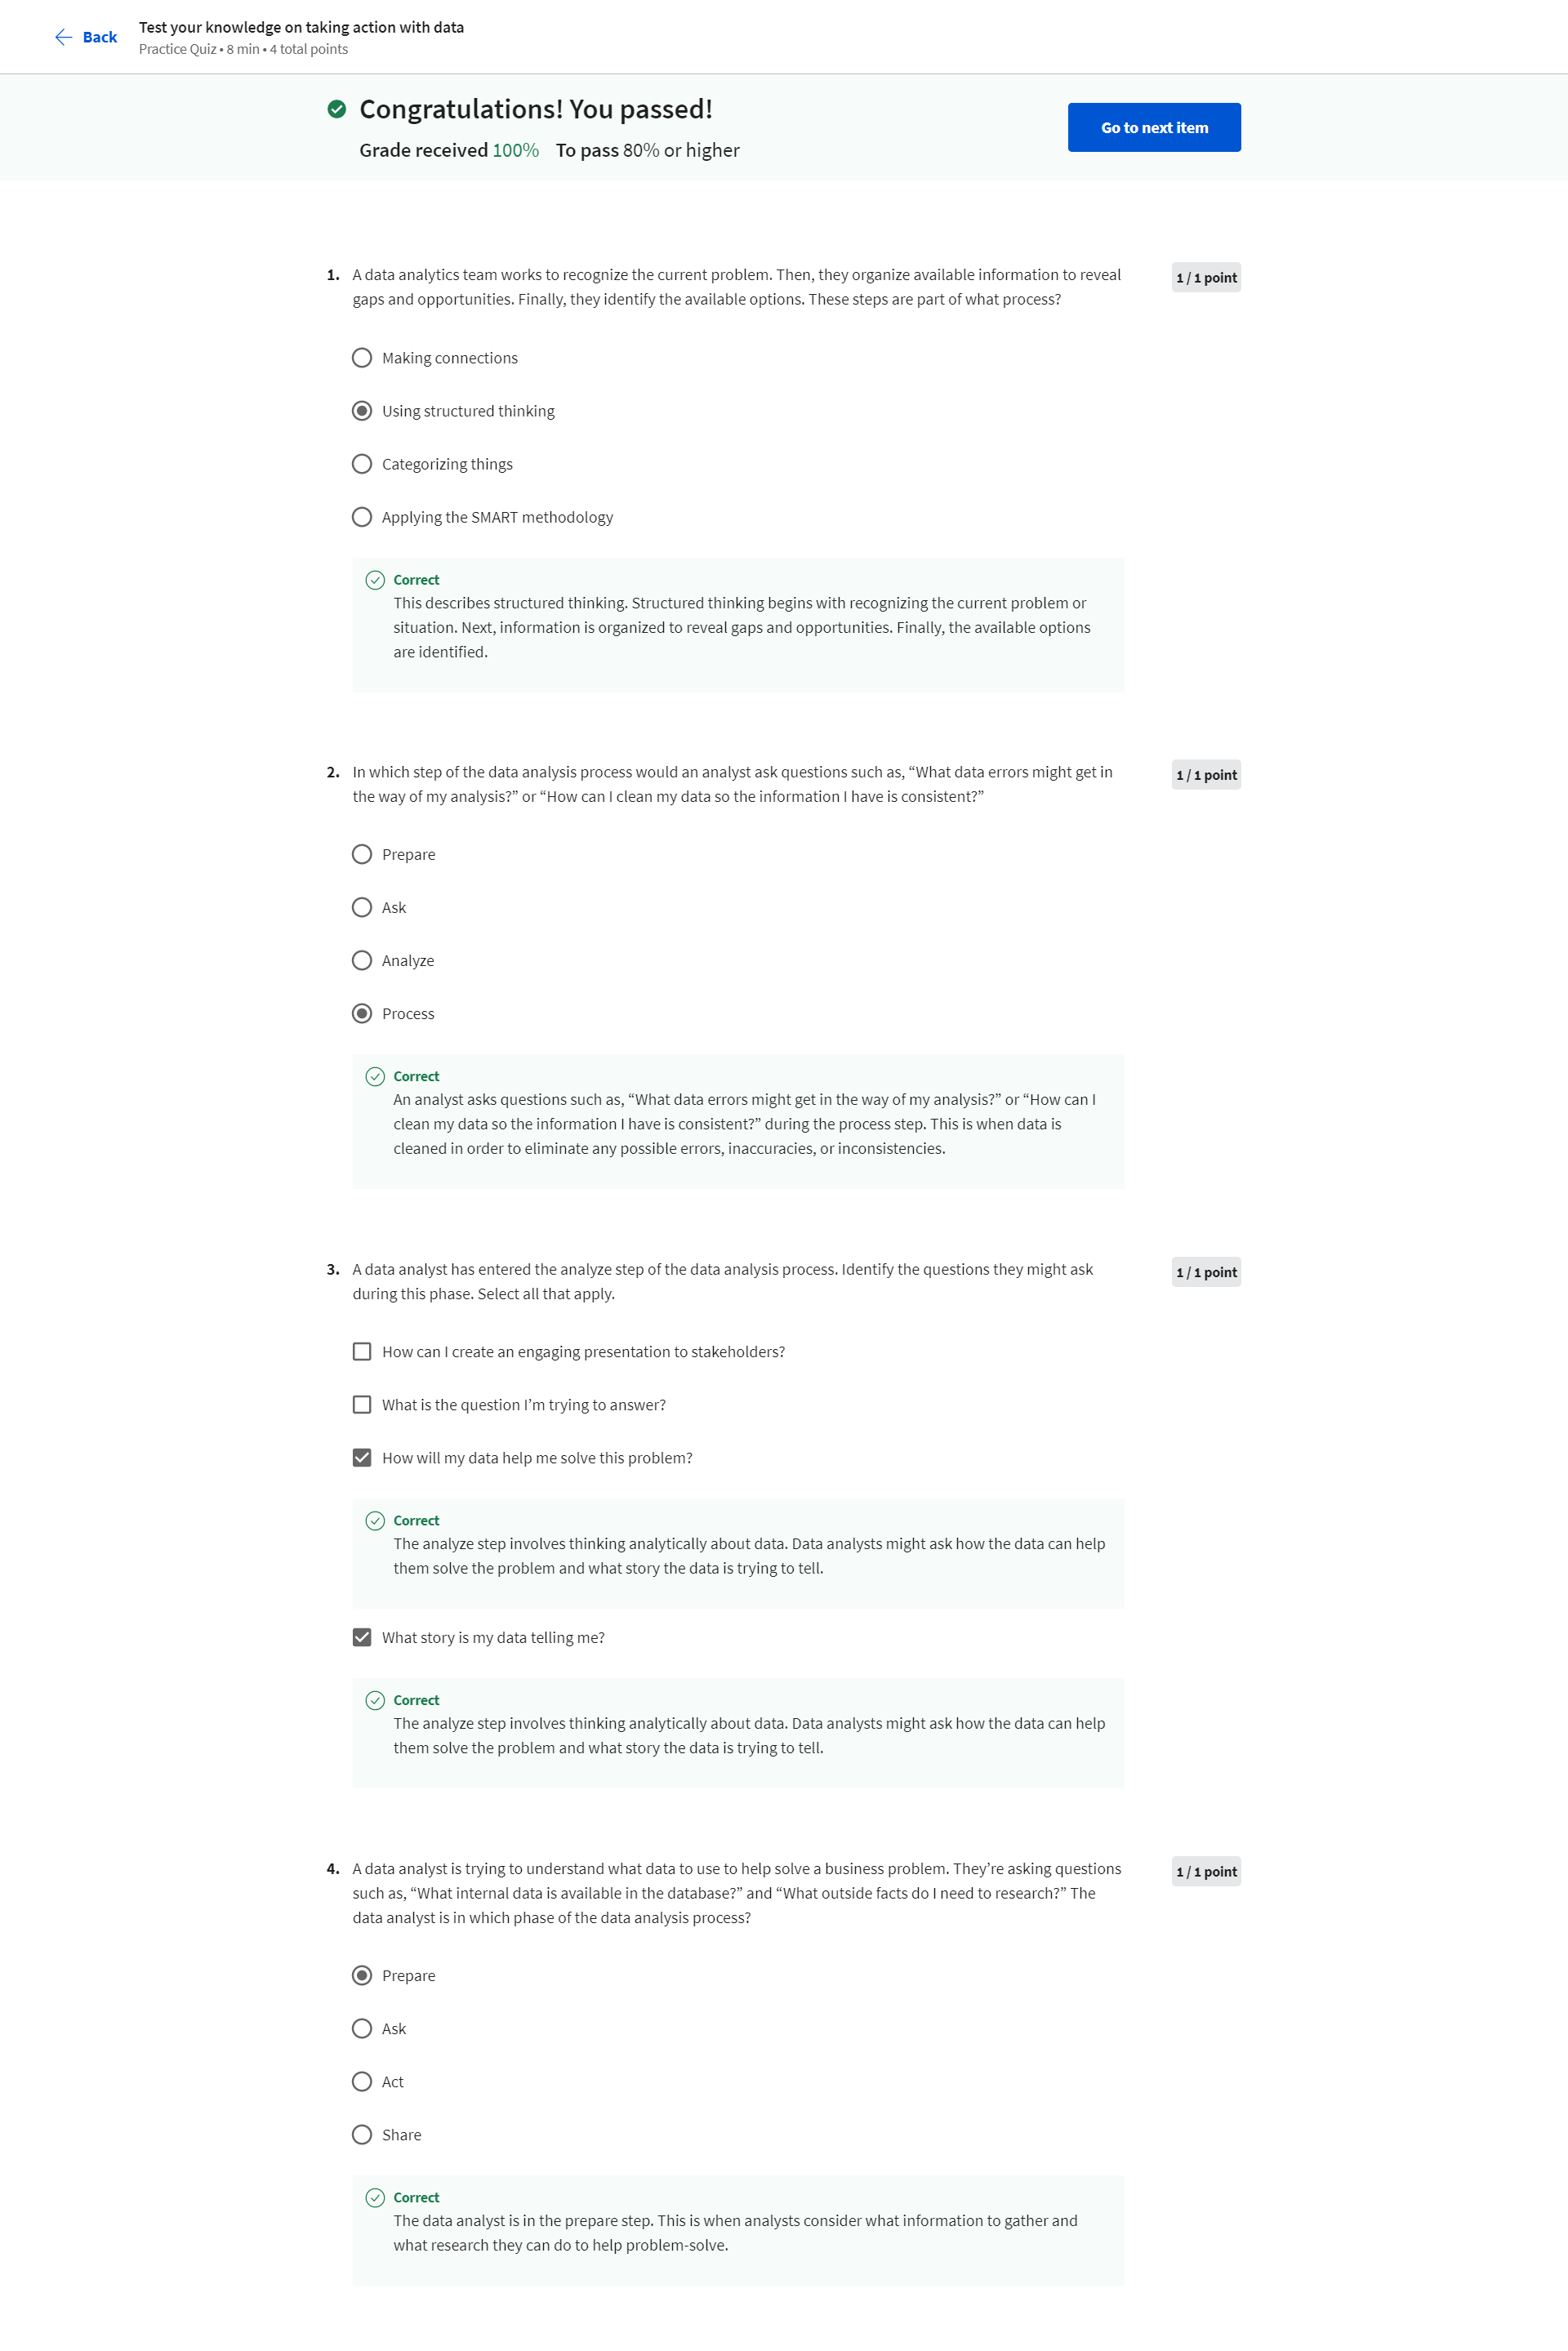 Back
Test your knowledge on taking action with data
Practice Quiz • 8 min • 4 total points
Congratulations! You passed!
Grade received 100% To pass 80% or higher
Go to next item
1. A data analytics team works to recognize the current problem. Then, they organize available information to reveal
gaps and opportunities. Finally, they identify the available options. These steps are part of what process?
1 / 1 point
Making connections
Using structured thinking
Categorizing things
Applying the SMART methodology
Correct
This describes structured thinking. Structured thinking begins with recognizing the current problem or
situation. Next, information is organized to reveal gaps and opportunities. Finally, the available options
are identified.
2. In which step of the data analysis process would an analyst ask questions such as, “What data errors might get in
the way of my analysis?” or “How can I clean my data so the information I have is consistent?”
1 / 1 point
Prepare
Ask
Analyze
Process
Correct
An analyst asks questions such as, “What data errors might get in the way of my analysis?” or “How can I
clean my data so the information I have is consistent?” during the process step. This is when data is
cleaned in order to eliminate any possible errors, inaccuracies, or inconsistencies.
3. A data analyst has entered the analyze step of the data analysis process. Identify the questions they might ask
during this phase. Select all that apply.
1 / 1 point
How can I create an engaging presentation to stakeholders?
What is the question I’m trying to answer?
How will my data help me solve this problem?
Correct
The analyze step involves thinking analytically about data. Data analysts might ask how the data can help
them solve the problem and what story the data is trying to tell.
What story is my data telling me?
Correct
The analyze step involves thinking analytically about data. Data analysts might ask how the data can help
them solve the problem and what story the data is trying to tell.
4. A data analyst is trying to understand what data to use to help solve a business problem. They’re asking questions
such as, “What internal data is available in the database?” and “What outside facts do I need to research?” The
data analyst is in which phase of the data analysis process?
1 / 1 point
Prepare
Ask
Act
Share
Correct
The data analyst is in the prepare step. This is when analysts consider what information to gather and
what research they can do to help problem-solve.